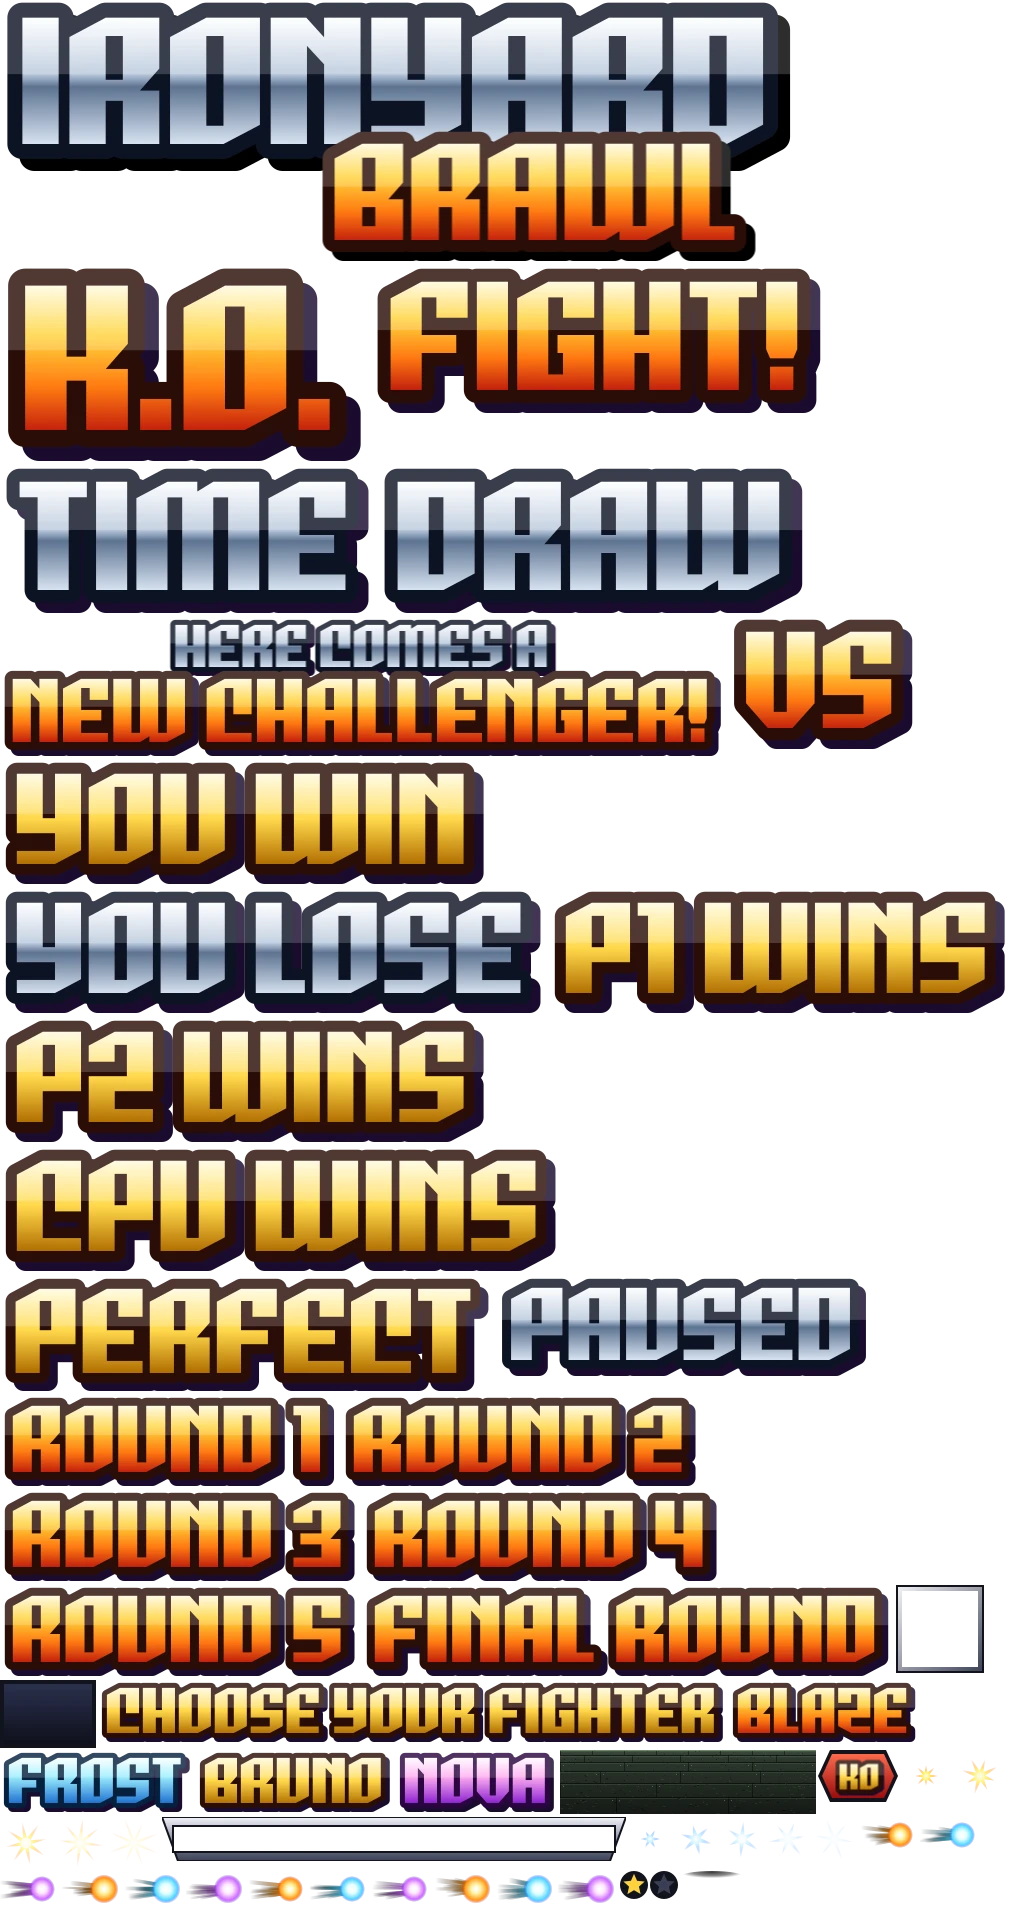 IRONYARD
BRAWL
K.O. FIGHT!
TIME DRAW
HERE COMES A
NEW CHALLENGER! VS
YOU WIN
YOU LOSE P1 WINS
P2 WINS
CPU WINS
PERFECT PAUSED
ROUND 1 ROUND 2
ROUND 3 ROUND 4
ROUND 5 FINAL ROUND
CHOOSE YOUR FIGHTER BLAZE
FROST BRUNO NOVA KO